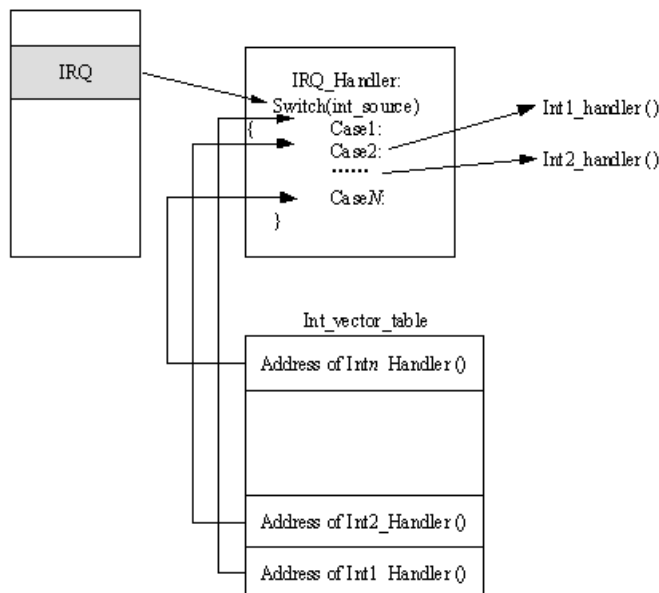 IRQ
IRQ_Handler:
Switch(int_source)
{
Case1:
Case2:
......
CaseN:
}
Int1_handler()
Int2_handler()
Int_vector_table
Address of Intn Handler()
Address of Int2_Handler()
Address of Int1 Handler()